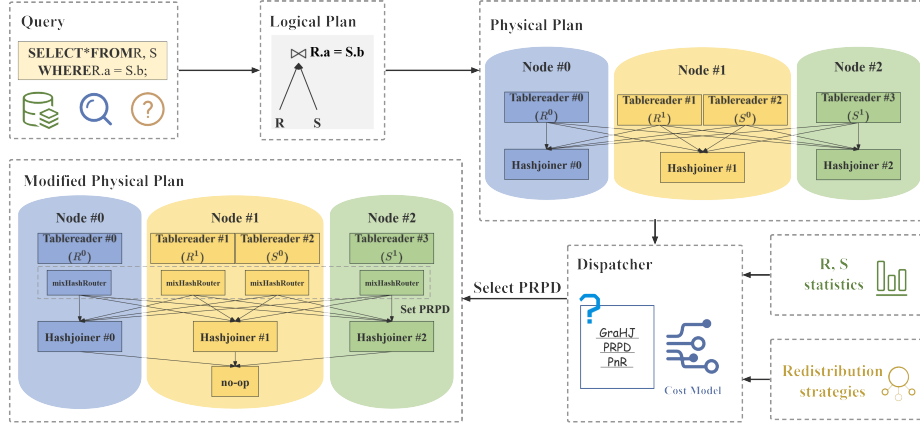 Query
SELECT*FROMR, S
WHERER.a = S.b;
Logical Plan
⋈ R.a = S.b
R
S
Physical Plan
Node #0
Node #1
Node #2
Tablereader #0
(R⁰)
Tablereader #1
(R¹)
Tablereader #2
(S⁰)
Tablereader #3
(S¹)
Hashjoiner #0
Hashjoiner #1
Hashjoiner #2
Modified Physical Plan
Node #0
Node #1
Node #2
Tablereader #0
(R⁰)
Tablereader #1
(R¹)
Tablereader #2
(S⁰)
Tablereader #3
(S¹)
mixHashRouter
mixHashRouter
mixHashRouter
mixHashRouter
Set PRPD
Hashjoiner #0
Hashjoiner #1
Hashjoiner #2
no-op
Select PRPD
Dispatcher
?
GraHJ
PRPD
PnR
Cost Model
R, S
statistics
Redistribution
strategies